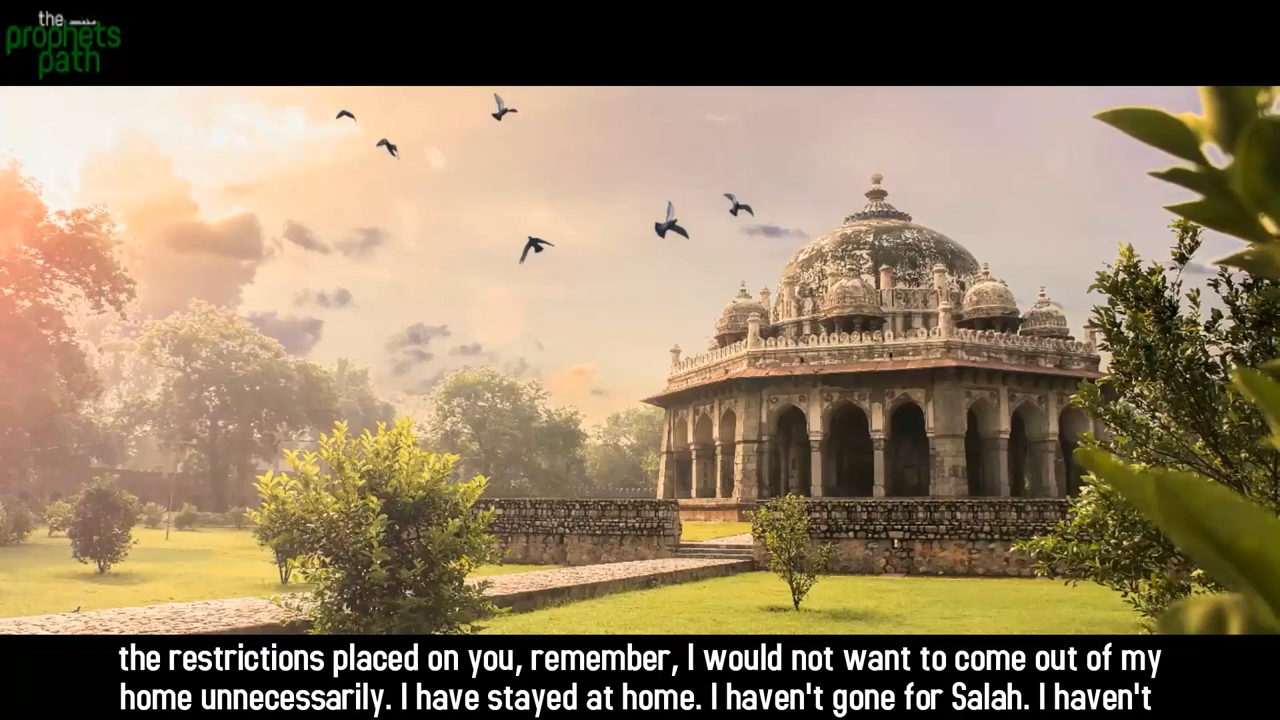 the
prophets
path
the restrictions placed on you, remember, I would not want to come out of my
home unnecessarily. I have stayed at home. I haven't gone for Salah. I haven't